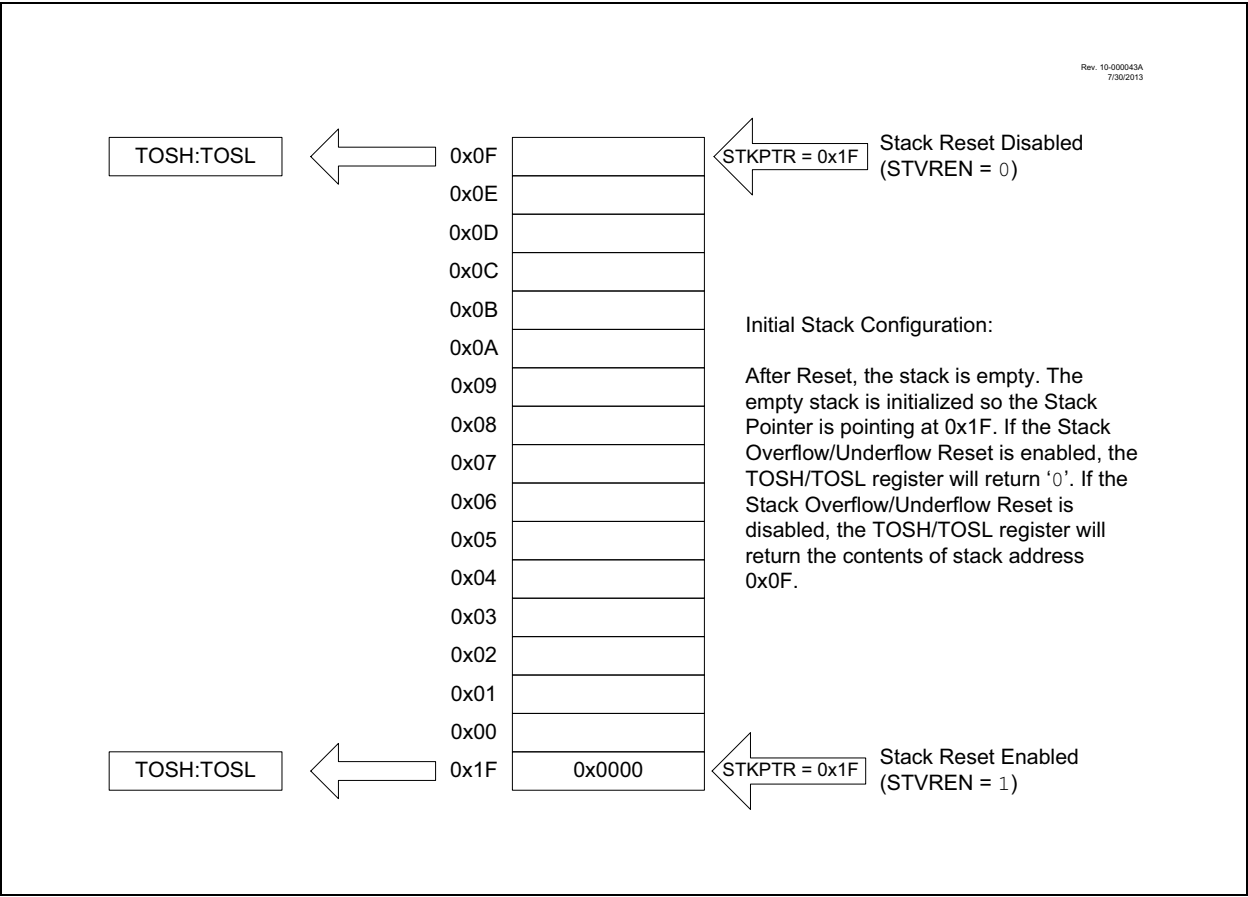 Rev. 10-000043A
7/30/2013
TOSH:TOSL
0x0F
STKPTR = 0x1F
Stack Reset Disabled
(STVREN = 0)
0x0E
0x0D
0x0C
0x0B
0x0A
0x09
0x08
0x07
0x06
0x05
0x04
0x03
0x02
0x01
0x00
Initial Stack Configuration:
After Reset, the stack is empty. The
empty stack is initialized so the Stack
Pointer is pointing at 0x1F. If the Stack
Overflow/Underflow Reset is enabled, the
TOSH/TOSL register will return ‘0’. If the
Stack Overflow/Underflow Reset is
disabled, the TOSH/TOSL register will
return the contents of stack address
0x0F.
TOSH:TOSL
0x1F
0x0000
STKPTR = 0x1F
Stack Reset Enabled
(STVREN = 1)